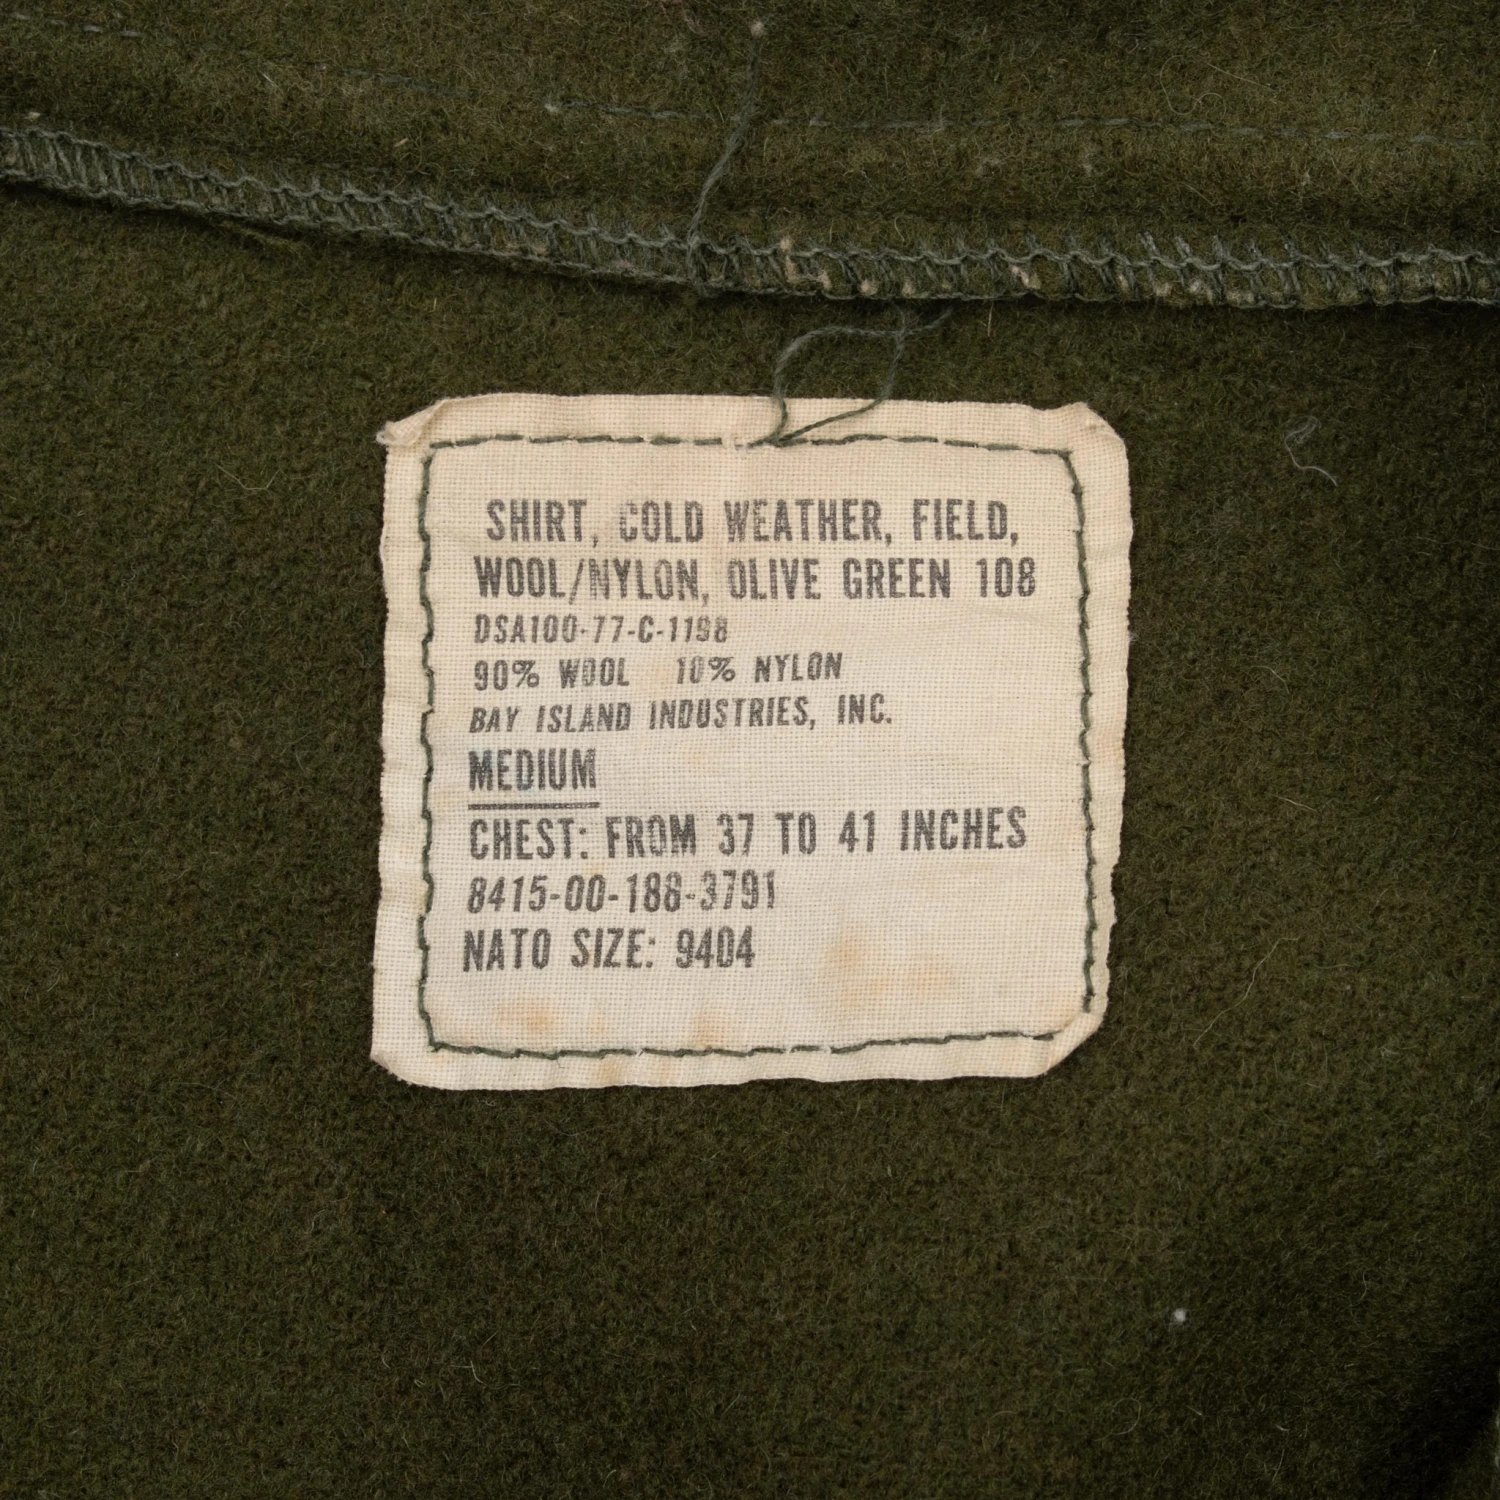 SHIRT, COLD WEATHER, FIELD,
WOOL/NYLON, OLIVE GREEN 108
DSA100-77-C-1198
90% WOOL 10% NYLON
BAY ISLAND INDUSTRIES, INC.
MEDIUM
CHEST: FROM 37 TO 41 INCHES
8415-00-188-3791
NATO SIZE: 9404